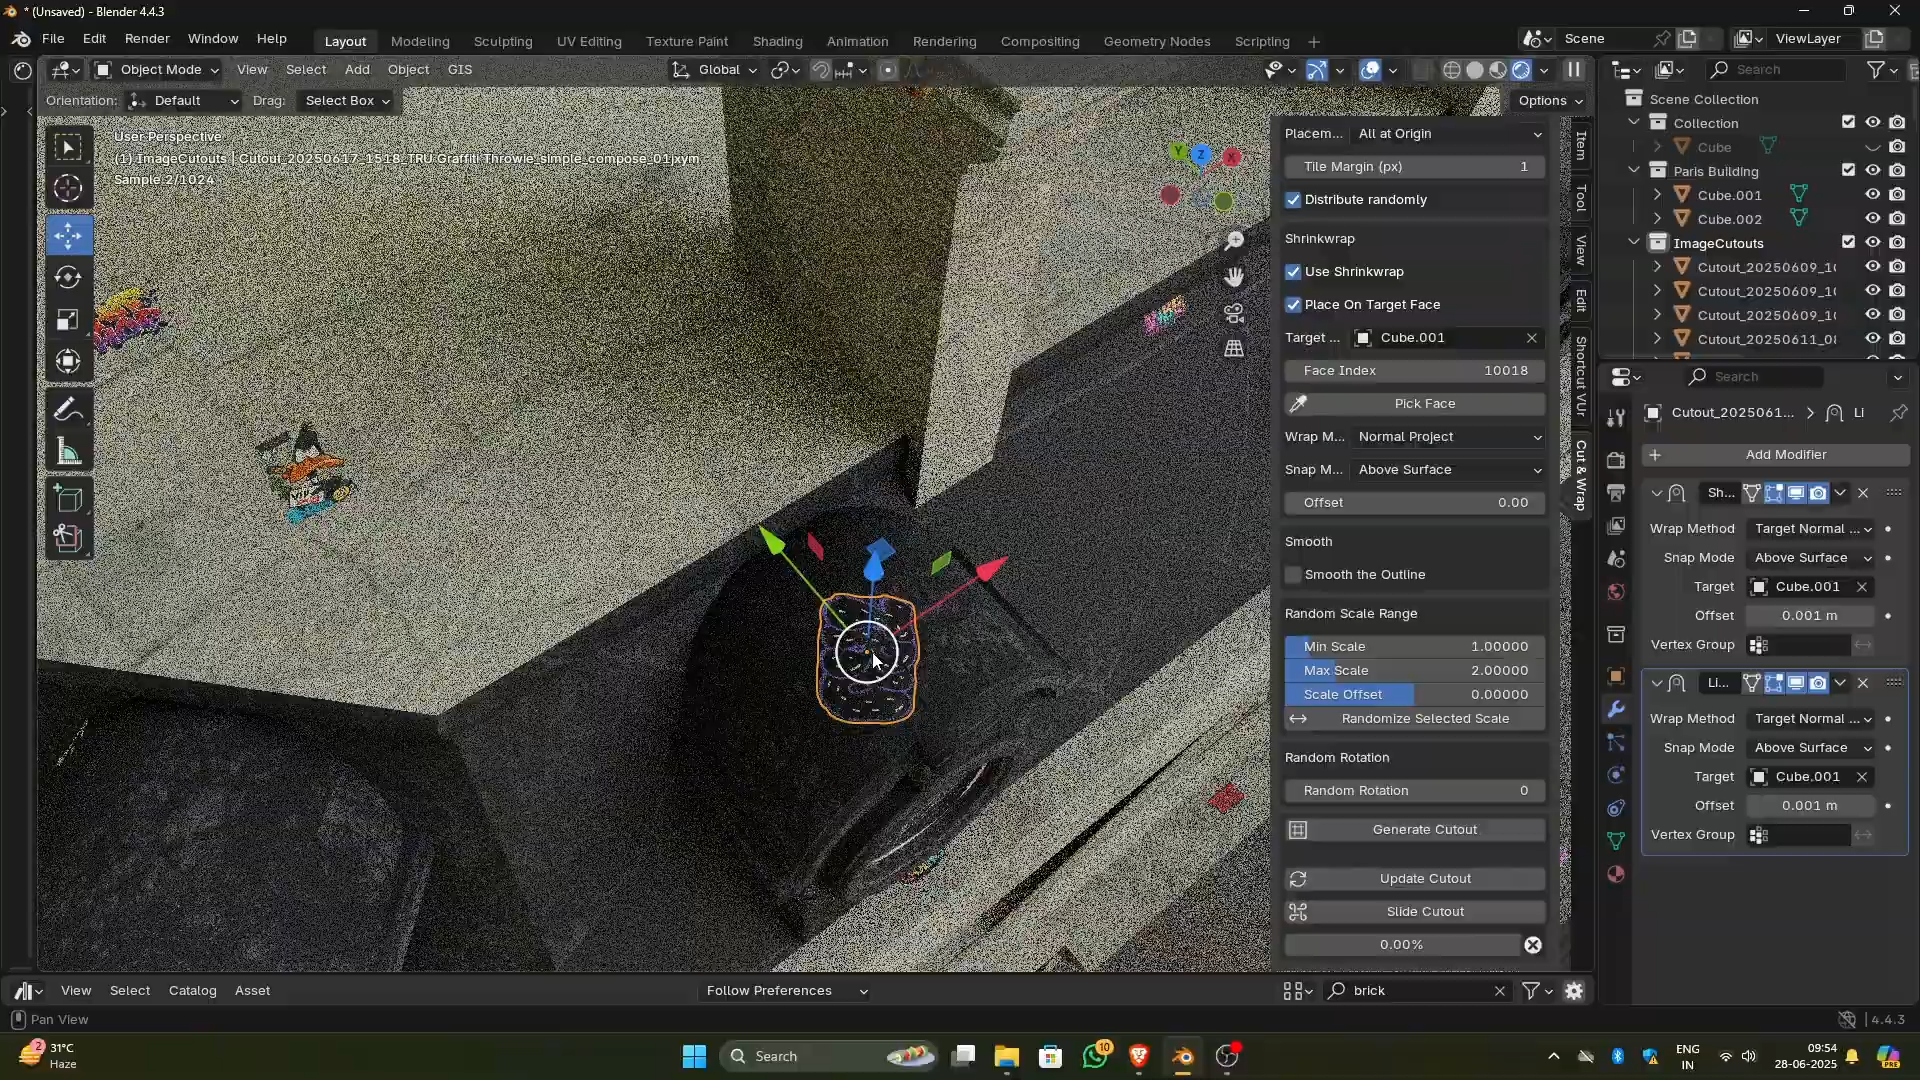 * (Unsaved) - Blender 4.4.3
File Edit Render Window Help
Layout Modeling Sculpting UV Editing Texture Paint Shading Animation Rendering Compositing Geometry Nodes Scripting +
Scene
ViewLayer
Object Mode View Select Add Object GIS
Global
Search
Orientation: Default Drag: Select Box
Options
User Perspective
(1) ImageCutouts | Cutout_20250617_1518_TRU Graffiti Throwie_simple_compose_01jxym
Sample 2/1024
Y Z X
Placem... All at Origin
Tile Margin (px) 1
Distribute randomly
Shrinkwrap
Use Shrinkwrap
Place On Target Face
Target ... Cube.001
Face Index 10018
Pick Face
Wrap M... Normal Project
Snap M... Above Surface
Offset 0.00
Smooth
Smooth the Outline
Random Scale Range
Min Scale 1.00000
Max Scale 2.00000
Scale Offset 0.00000
Randomize Selected Scale
Random Rotation
Random Rotation 0
Generate Cutout
Update Cutout
Slide Cutout
0.00%
Item
Tool
View
Edit
Shortcut VUr
Cut & Wrap
Scene Collection
Collection
Cube
Paris Building
Cube.001
Cube.002
ImageCutouts
Cutout_20250609_1(
Cutout_20250609_1(
Cutout_20250609_1(
Cutout_20250611_0(
Search
Cutout_2025061... > Li
+ Add Modifier
Sh...
Wrap Method Target Normal ...
Snap Mode Above Surface
Target Cube.001
Offset 0.001 m
Vertex Group
Li...
Wrap Method Target Normal ...
Snap Mode Above Surface
Target Cube.001
Offset 0.001 m
Vertex Group
View Select Catalog Asset
Follow Preferences
brick
Pan View
4.4.3
2
31°C
Haze
Search
10
ENG
IN
09:54
28-06-2025
PRE